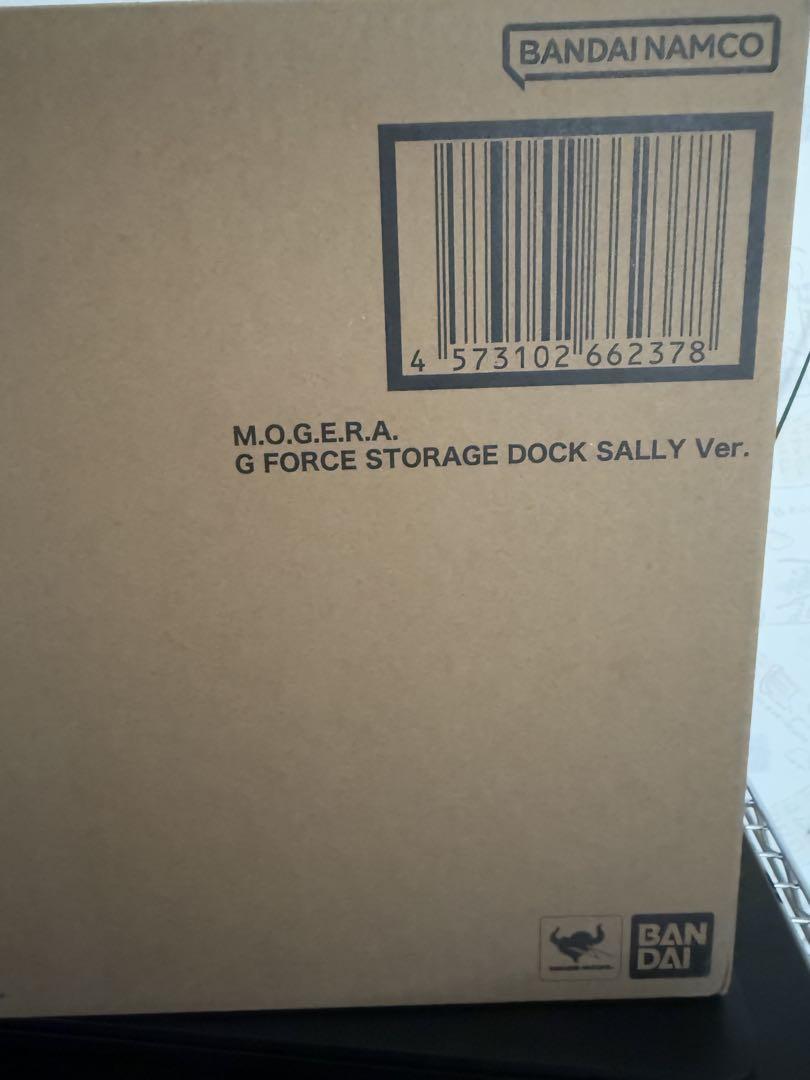 BANDAI NAMCO
4 573102 662378
M.O.G.E.R.A.
G FORCE STORAGE DOCK SALLY Ver.
BAN
DAI